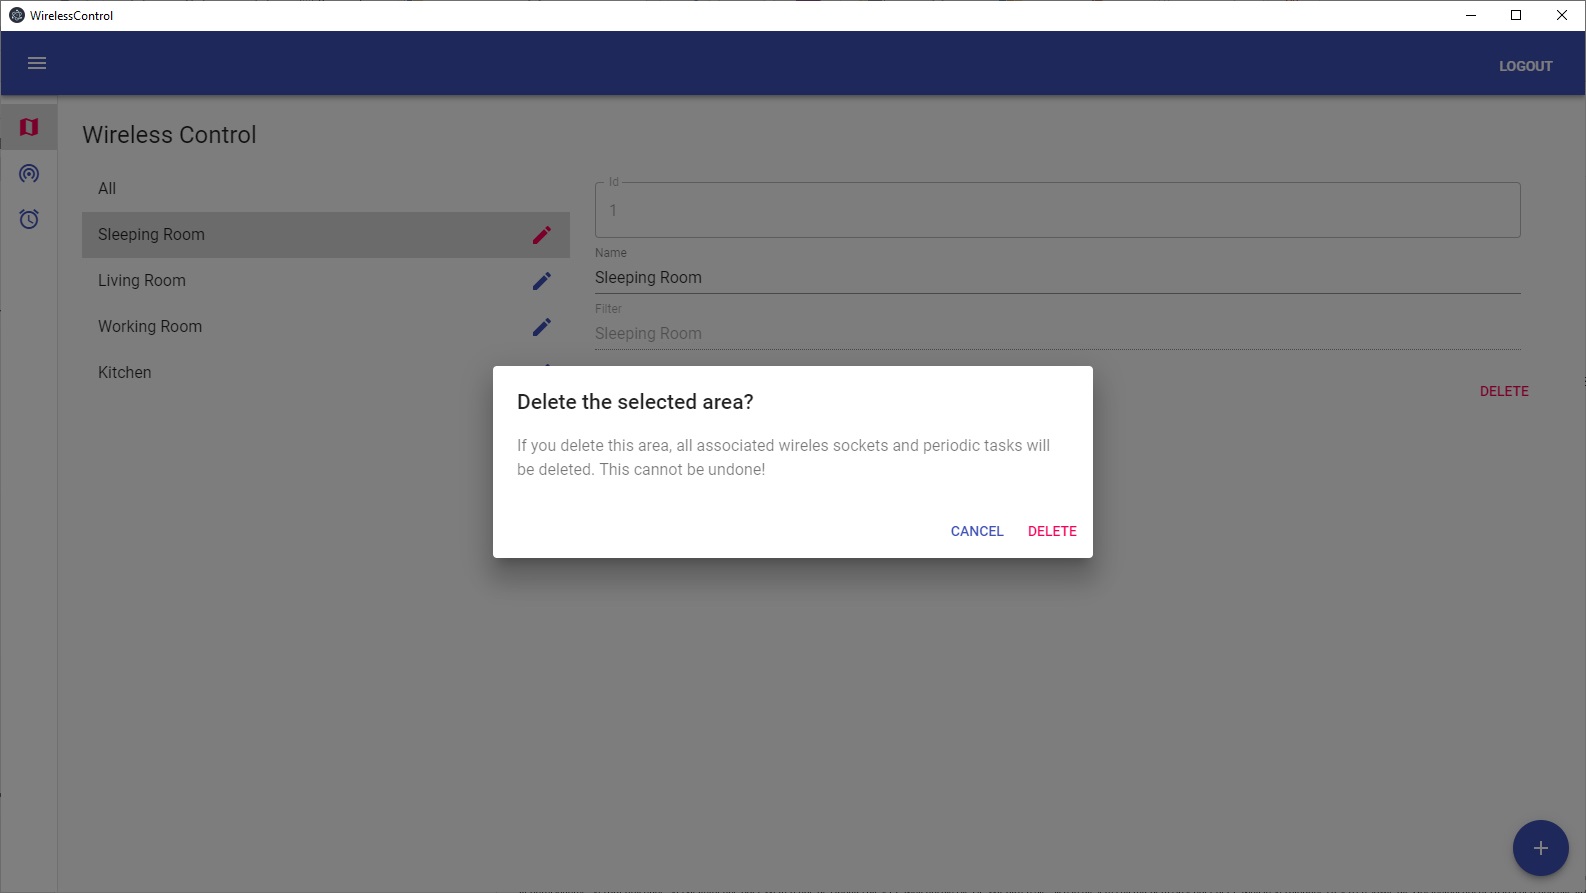 WirelessControl
LOGOUT
Wireless Control
All
Sleeping Room
Living Room
Working Room
Kitchen
Id
1
Name
Sleeping Room
Filter
Sleeping Room
DELETE
Delete the selected area?
If you delete this area, all associated wireles sockets and periodic tasks will
be deleted. This cannot be undone!
CANCEL DELETE